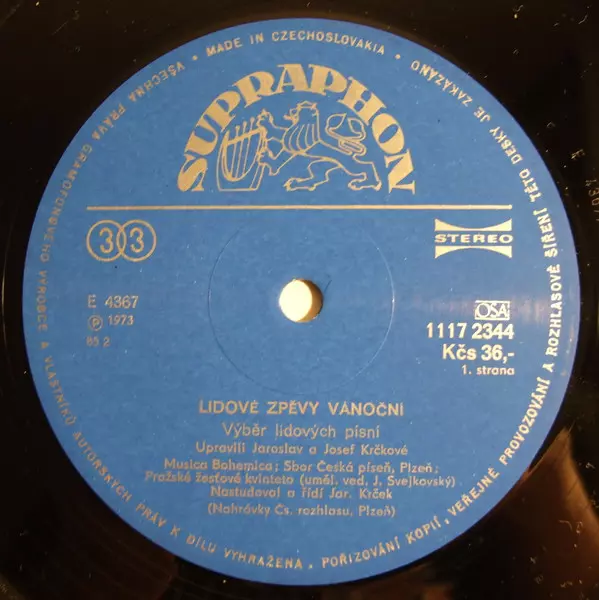 • MADE IN CZECHOSLOVAKIA •
VŠECHNA PRÁVA GRAMOFONOVÉHO VÝROBCE A VLASTNÍKŮ AUTORSKÝCH PRÁV K DÍLU VYHRAŽENA. POŘIZOVÁNÍ KOPIÍ, VEŘEJNÉ PROVOZOVÁNÍ A ROZHLASOVÉ ŠÍŘENÍ TÉTO DESKY JE ZAKÁZÁNO
SUPRAPHON
33
STEREO
E 4367
℗ 1973
85 2
OSA
1117 2344
Kčs 36,-
1. strana
LIDOVÉ ZPĚVY VÁNOČNÍ
Výběr lidových písní
Upravili Jaroslav a Josef Krčkové
Musica Bohemica; Sbor Česká píseň, Plzeň;
Pražské žesťové kvinteto (uměl. ved. J. Svejkovský)
Nastudoval a řídí Jar. Krček
(Nahrávky Čs. rozhlasu, Plzeň)